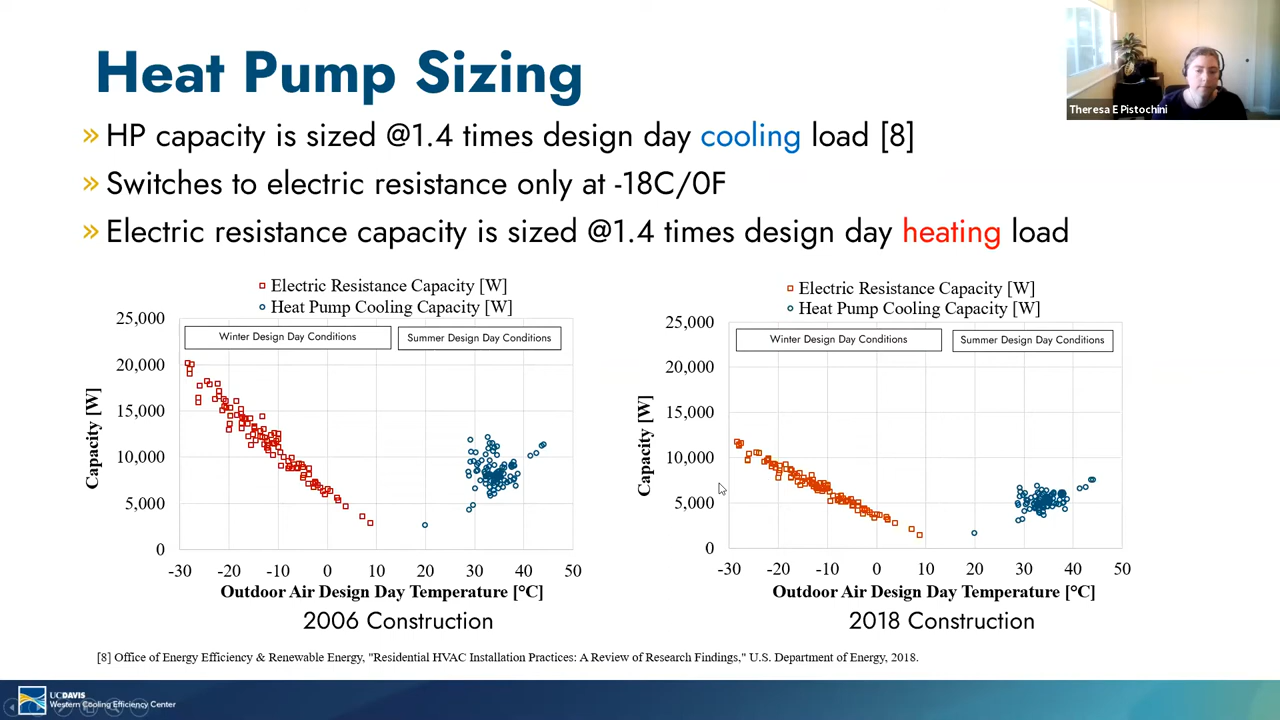 Heat Pump Sizing
Theresa E Pistochini
» HP capacity is sized @1.4 times design day cooling load [8]
» Switches to electric resistance only at -18C/0F
» Electric resistance capacity is sized @1.4 times design day heating load
Electric Resistance Capacity [W]
Heat Pump Cooling Capacity [W]
25,000
20,000
15,000
10,000
5,000
0
Capacity [W]
Winter Design Day Conditions
Summer Design Day Conditions
-30 -20 -10 0 10 20 30 40 50
Outdoor Air Design Day Temperature [°C]
2006 Construction
Electric Resistance Capacity [W]
Heat Pump Cooling Capacity [W]
25,000
20,000
15,000
10,000
5,000
0
Capacity [W]
Winter Design Day Conditions
Summer Design Day Conditions
-30 -20 -10 0 10 20 30 40 50
Outdoor Air Design Day Temperature [°C]
2018 Construction
[8] Office of Energy Efficiency & Renewable Energy, "Residential HVAC Installation Practices: A Review of Research Findings," U.S. Department of Energy, 2018.
UCDAVIS
Western Cooling Efficiency Center